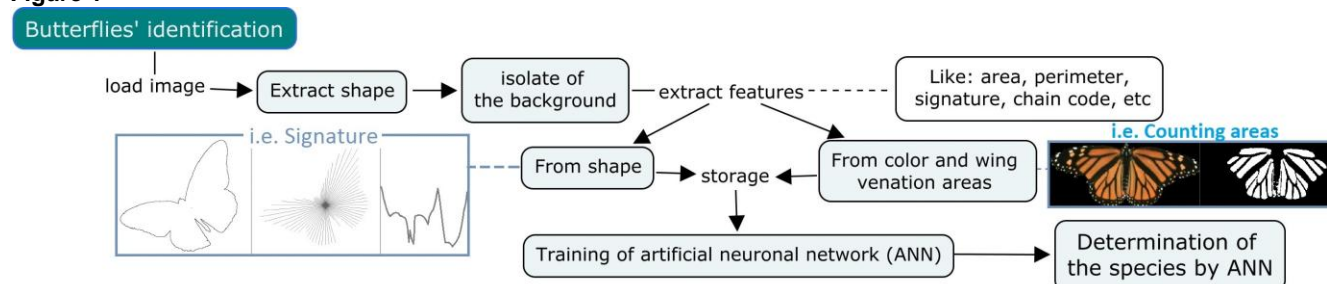 Butterflies' identification
load image
Extract shape
isolate of
the background
extract features
Like: area, perimeter,
signature, chain code, etc
i.e. Signature
i.e. Counting areas
From shape
storage
From color and wing
venation areas
Training of artificial neuronal network (ANN)
Determination of
the species by ANN